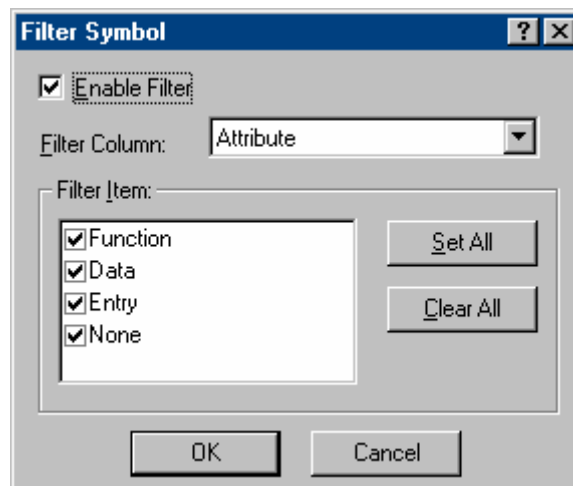 Filter Symbol
Enable Filter
Filter Column: Attribute
Filter Item:
Function
Data
Entry
None
Set All
Clear All
OK Cancel